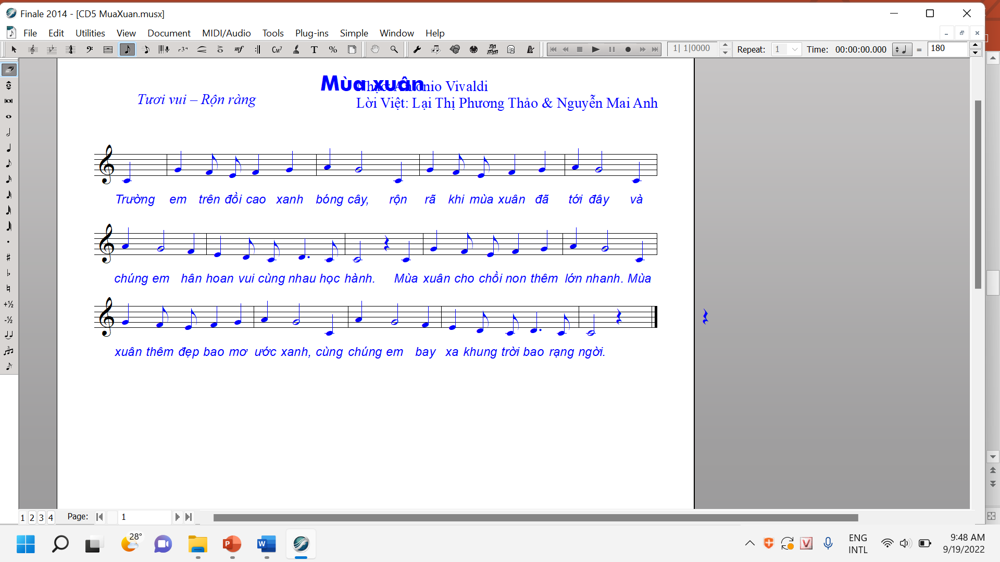 Finale 2014 - [CD5 MuaXuan.musx]
File Edit Utilities View Document MIDI/Audio Tools Plug-ins Simple Window Help
1| 1|0000 Repeat: 1 Time: 00:00:00.000 = 180
Mùa xuân
Nhạc: Antonio Vivaldi
Tươi vui – Rộn ràng
Lời Việt: Lại Thị Phương Thảo & Nguyễn Mai Anh
Trường em trên đồi cao xanh bóng cây, rộn rã khi mùa xuân đã tới đây và
chúng em hân hoan vui cùng nhau học hành. Mùa xuân cho chồi non thêm lớn nhanh. Mùa
xuân thêm đẹp bao mơ ước xanh, cùng chúng em bay xa khung trời bao rạng ngời.
1 2 3 4 Page: 1
28°
ENG
INTL
9:48 AM
9/19/2022